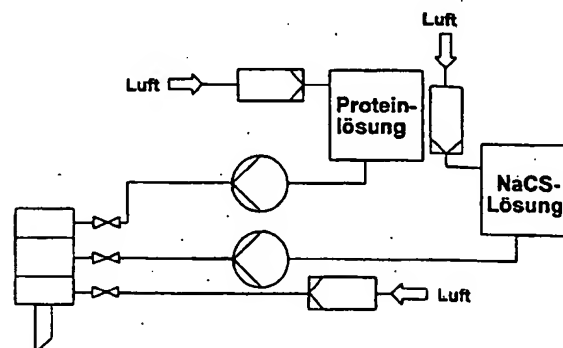 Luft
Luft
Protein-
lösung
NaCS-
Lösung
Luft